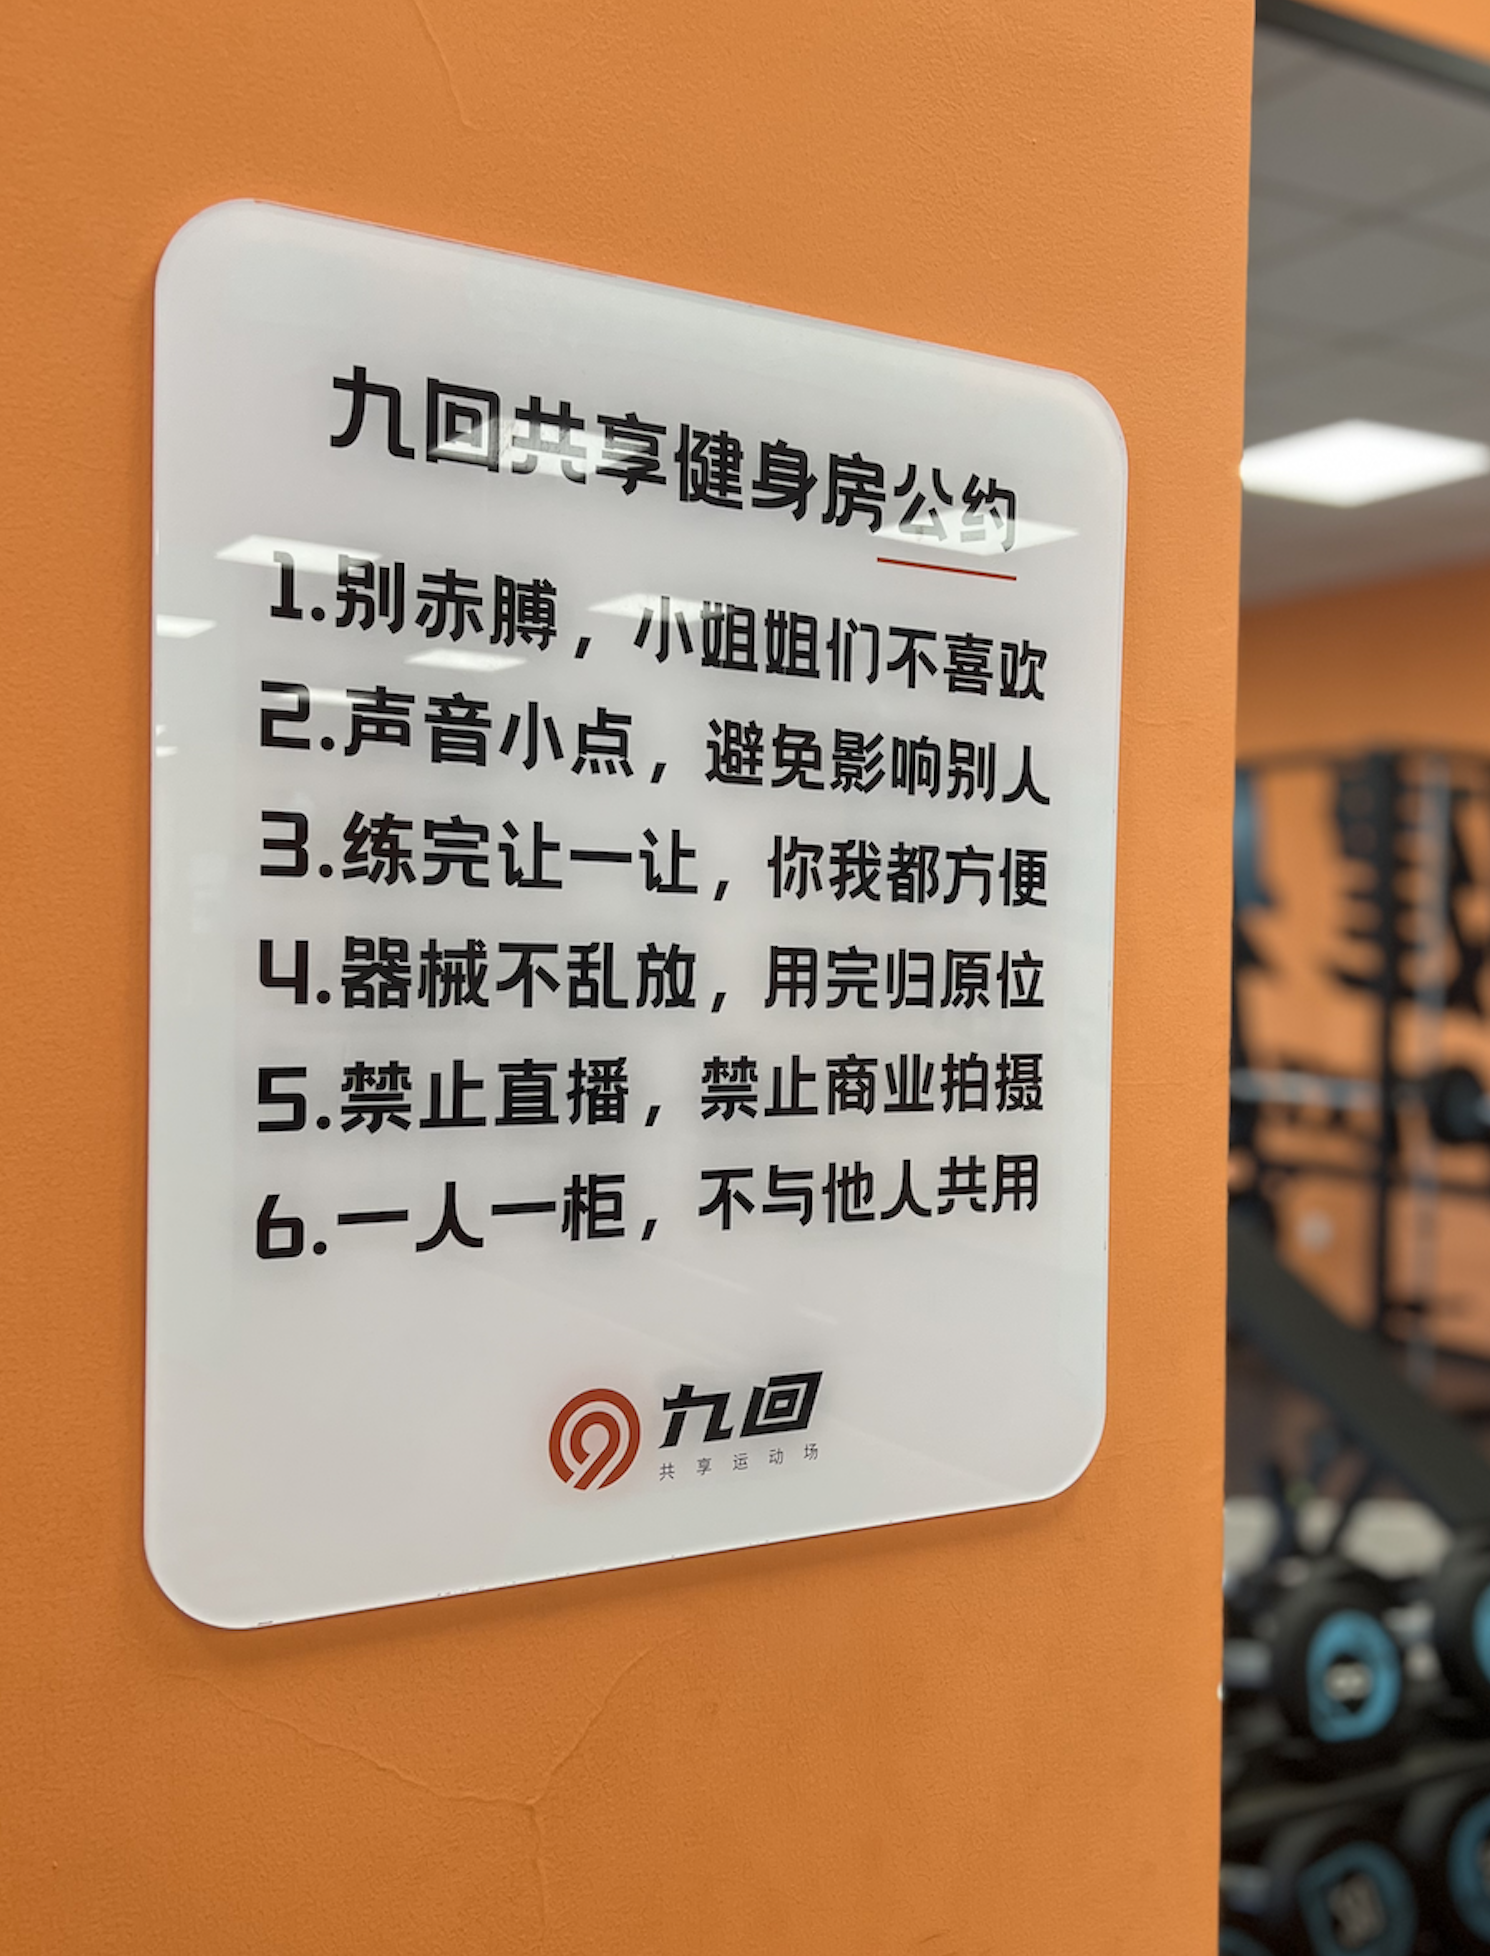 九回共享健身房公约
1.别赤膊，小姐姐们不喜欢
2.声音小点，避免影响别人
3.练完让一让，你我都方便
4.器械不乱放，用完归原位
5.禁止直播，禁止商业拍摄
6.一人一柜，不与他人共用
九回
共享运动场